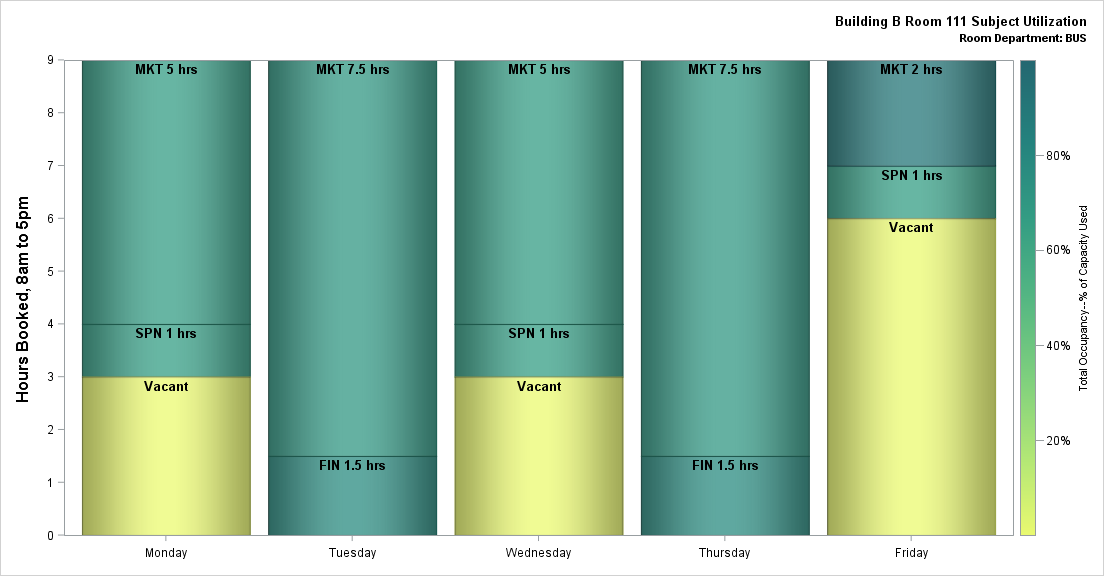 Building B Room 111 Subject Utilization
Room Department: BUS
Hours Booked, 8am to 5pm
9
8
7
6
5
4
3
2
1
0
MKT 5 hrs
SPN 1 hrs
Vacant
MKT 7.5 hrs
FIN 1.5 hrs
MKT 5 hrs
SPN 1 hrs
Vacant
MKT 7.5 hrs
FIN 1.5 hrs
MKT 2 hrs
SPN 1 hrs
Vacant
Monday
Tuesday
Wednesday
Thursday
Friday
80%
60%
40%
20%
Total Occupancy--% of Capacity Used